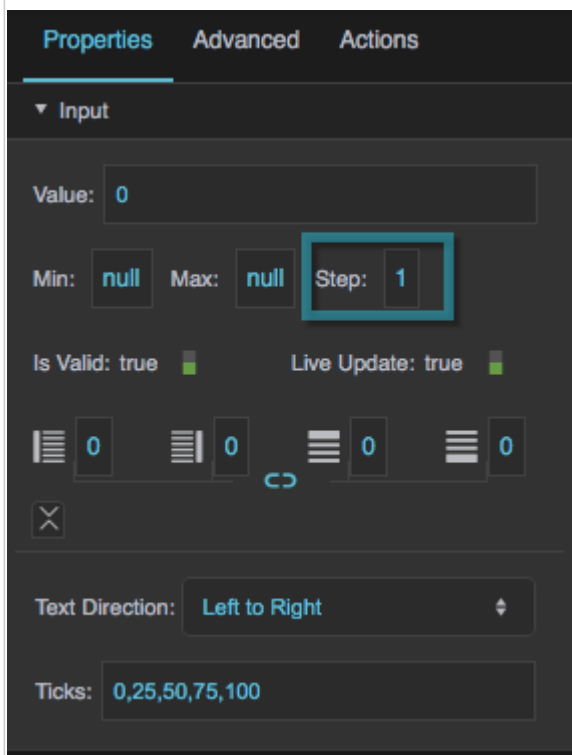 Properties Advanced Actions
Input
Value: 0
Min: null Max: null Step: 1
Is Valid: true Live Update: true
0 0 0 0
Text Direction: Left to Right
Ticks: 0,25,50,75,100